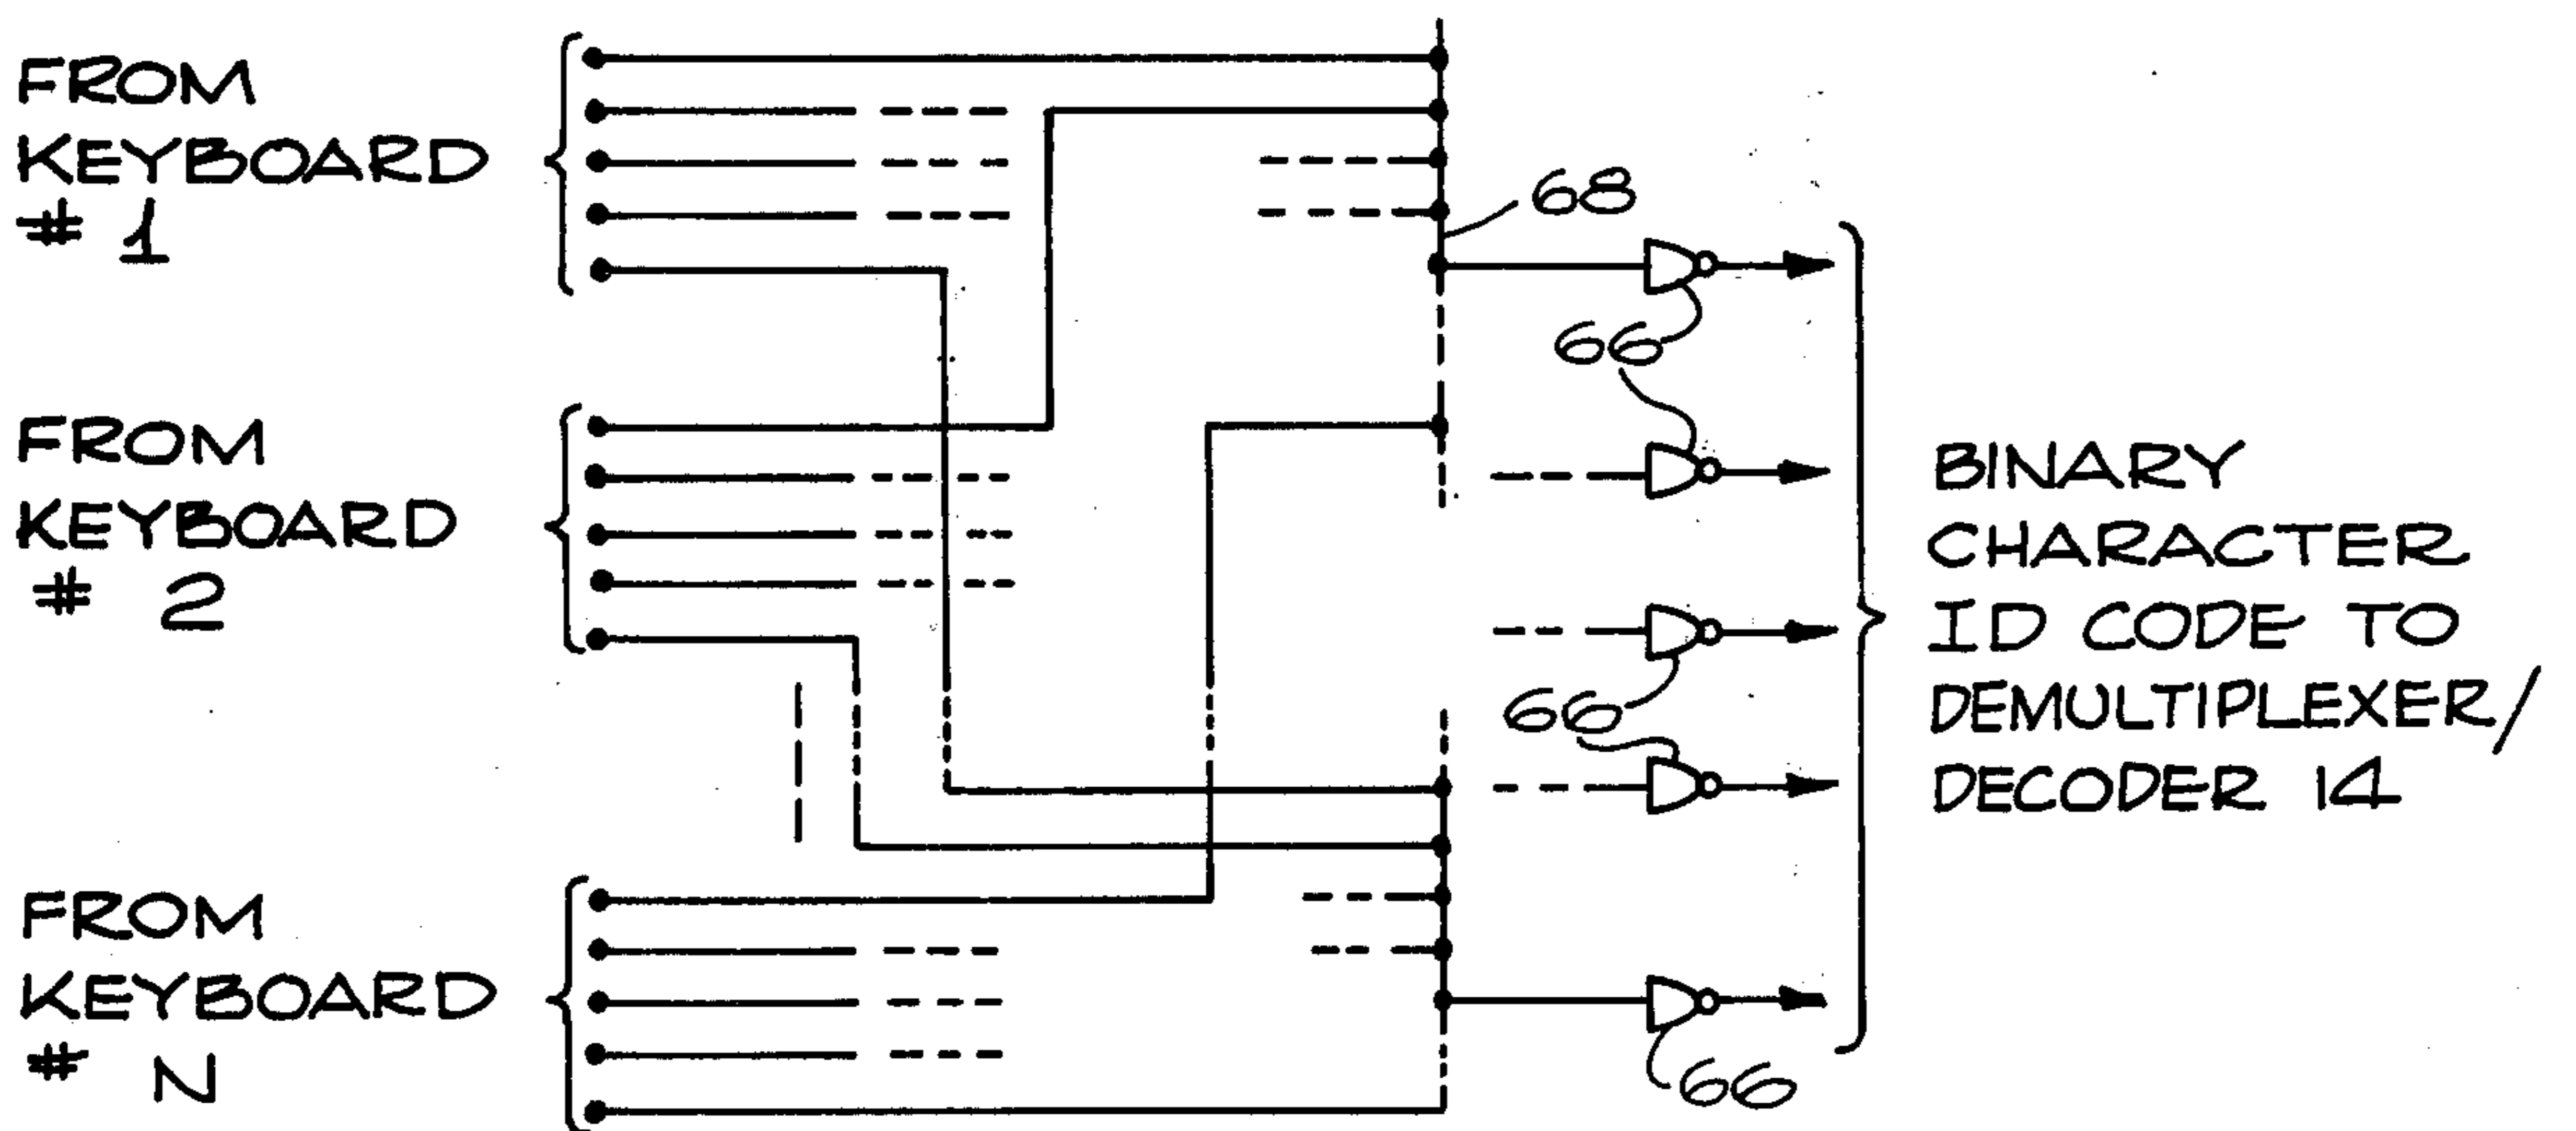 FROM
KEYBOARD
# 1
FROM
KEYBOARD
# 2
FROM
KEYBOARD
# N
68
66
66
66
BINARY
CHARACTER
ID CODE TO
DEMULTIPLEXER/
DECODER 14